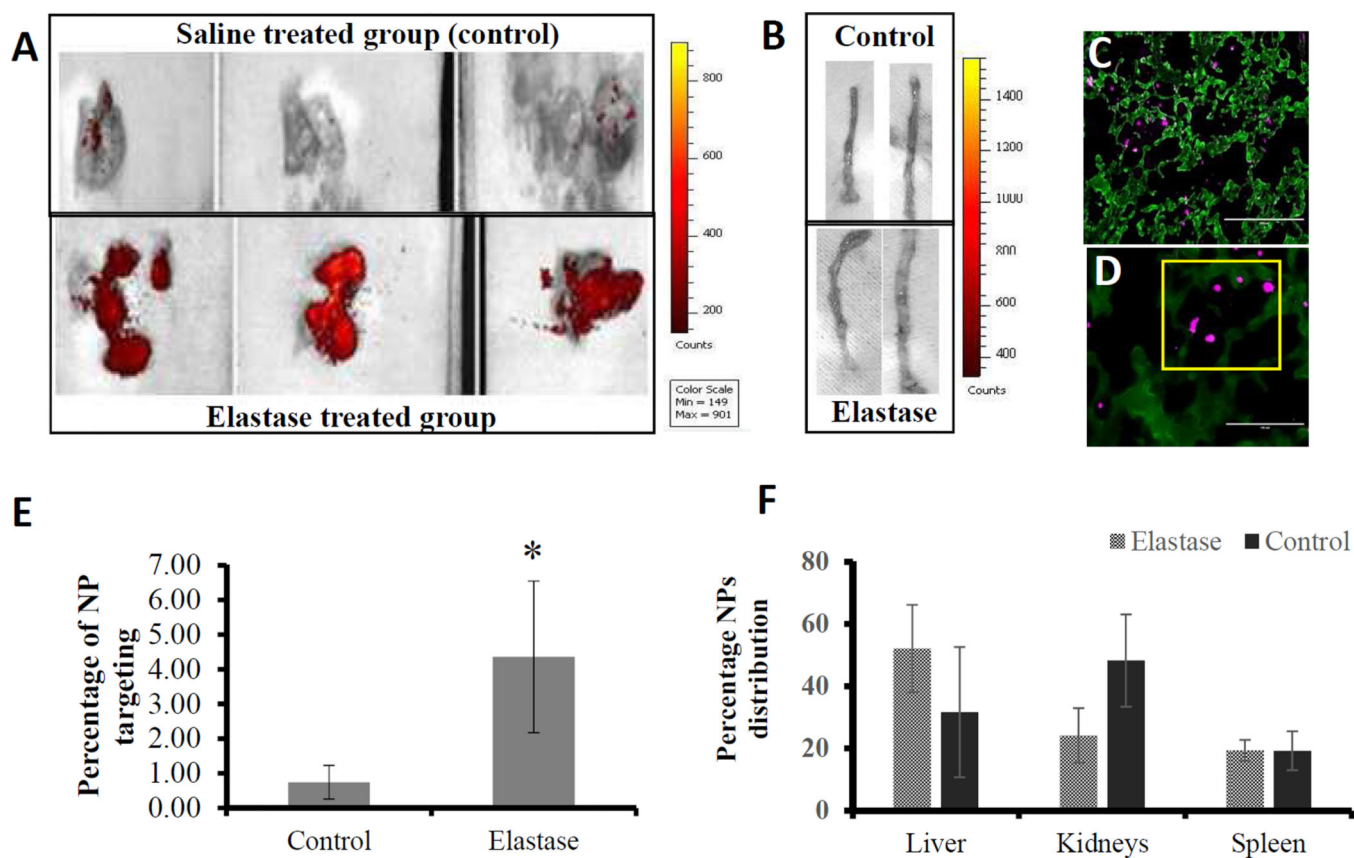 A
Saline treated group (control)
Elastase treated group
800
600
400
200
Counts
Color Scale
Min = 149
Max = 901
B
Control
Elastase
1400
1200
1000
800
600
400
Counts
C
D
E
Percentage of NP
targeting
7.00
6.00
5.00
4.00
3.00
2.00
1.00
0.00
*
Control
Elastase
F
Elastase
Control
Percentage NPs
distribution
80
60
40
20
0
Liver
Kidneys
Spleen